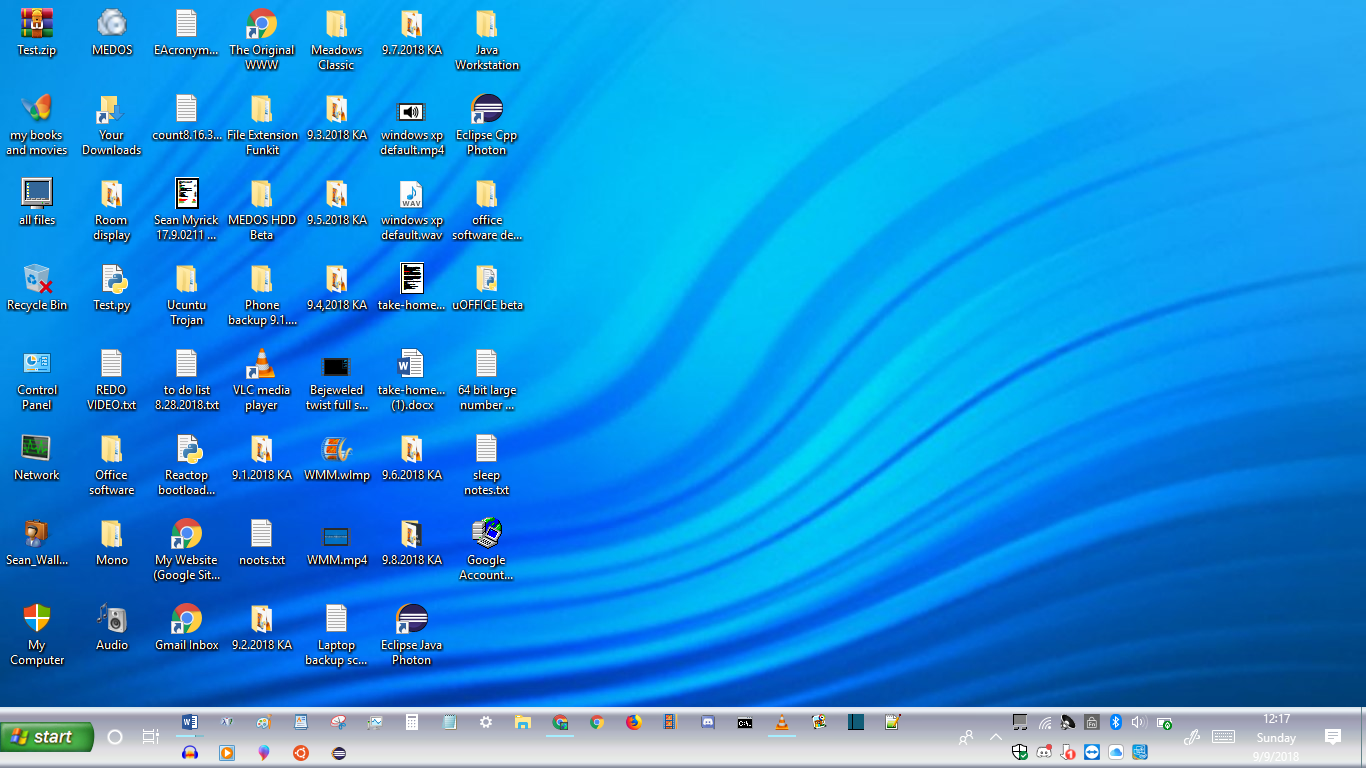 Test.zip
MEDOS
EAcronym...
The Original
WWW
Meadows
Classic
9.7.2018 KA
Java
Workstation
my books
and movies
Your
Downloads
count8.16.3...
File Extension
Funkit
9.3.2018 KA
windows xp
default.mp4
Eclipse Cpp
Photon
all files
Room
display
Sean Myrick
17.9.0211 ...
MEDOS HDD
Beta
9.5.2018 KA
WAV
windows xp
default.wav
office
software de...
Recycle Bin
Test.py
Ucuntu
Trojan
Phone
backup 9.1....
9.4,2018 KA
take-home...
uOFFICE beta
Control
Panel
REDO
VIDEO.txt
to do list
8.28.2018.txt
VLC media
player
Bejeweled
twist full s...
take-home...
(1).docx
64 bit large
number ...
Network
Office
software
Reactop
bootload...
9.1.2018 KA
WMM.wlmp
9.6.2018 KA
sleep
notes.txt
Sean_Wall...
Mono
My Website
(Google Sit...
noots.txt
WMM.mp4
9.8.2018 KA
Google
Account...
My
Computer
Audio
Gmail Inbox
9.2.2018 KA
Laptop
backup sc...
Eclipse Java
Photon
start
12:17
Sunday
9/9/2018